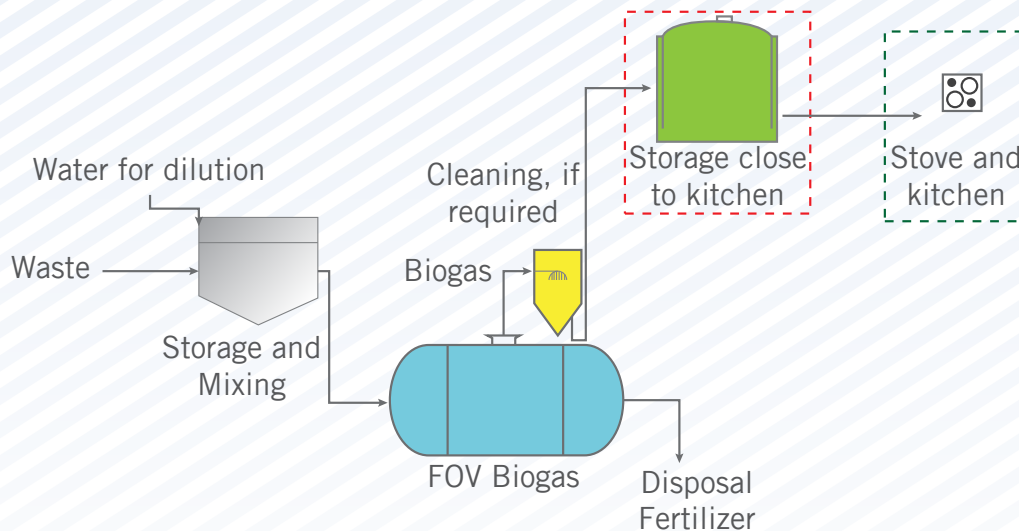 Water for dilution
Waste
Storage and
Mixing
Biogas
Cleaning, if
required
Storage close
to kitchen
Stove and
kitchen
FOV Biogas
Disposal
Fertilizer